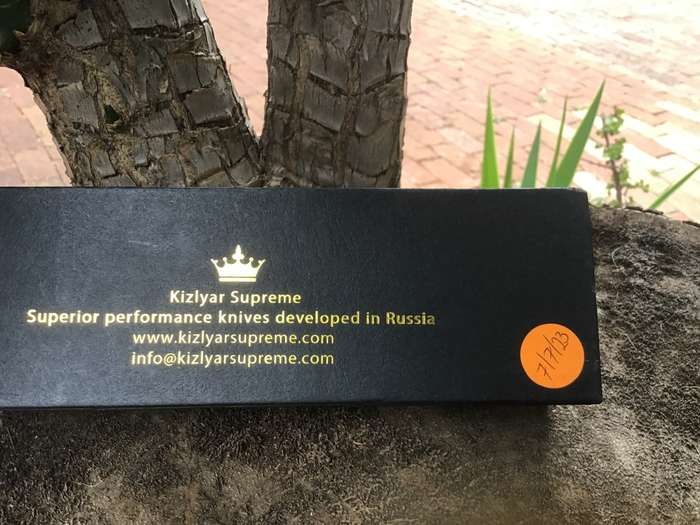 Kizlyar Supreme
Superior performance knives developed in Russia
www.kizlyarsupreme.com
info@kizlyarsupreme.com
7/7/23